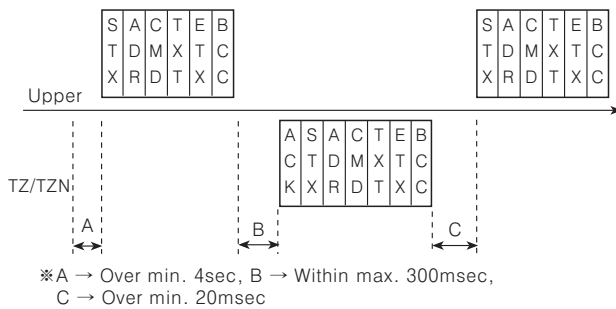 S A C T E B S A C T E B
T D M X T C T D M X T C
X R D T X C X R D T X C
Upper
A S A C T E B
C T D M X T C
K X R D T X C
TZ/TZN
A B C
※A → Over min. 4sec, B → Within max. 300msec,
C → Over min. 20msec